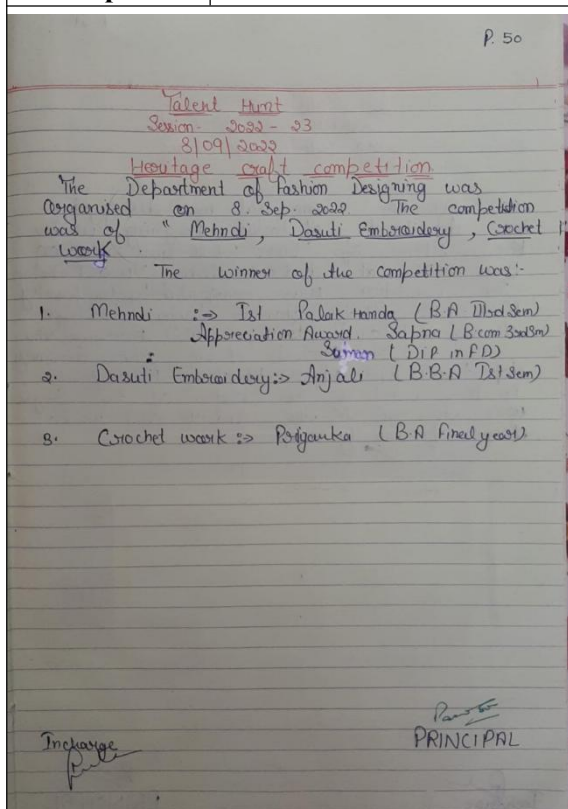 P. 50
Talent Hunt
Session - 2022 - 23
8/09/2022
Heritage craft competition
The Department of Fashion Designing was
Organised on 8. Sep. 2022. The competition
was of " Mehndi, Dasuti Embroidery, Crochet "
work
The winner of the competition was:-
1. Mehndi :⇒ Ist Palak Handa (B A IIIrd Sem)
Appreciation Award. Sapna (B com 3rd Sm)
: Suman (DIP in FD)
2. Dasuti Embroidery:⇒ Anjali (B.B.A Ist Sem)
3. Crochet work :⇒ Priyanka (B A Final year)
Incharge
PRINCIPAL